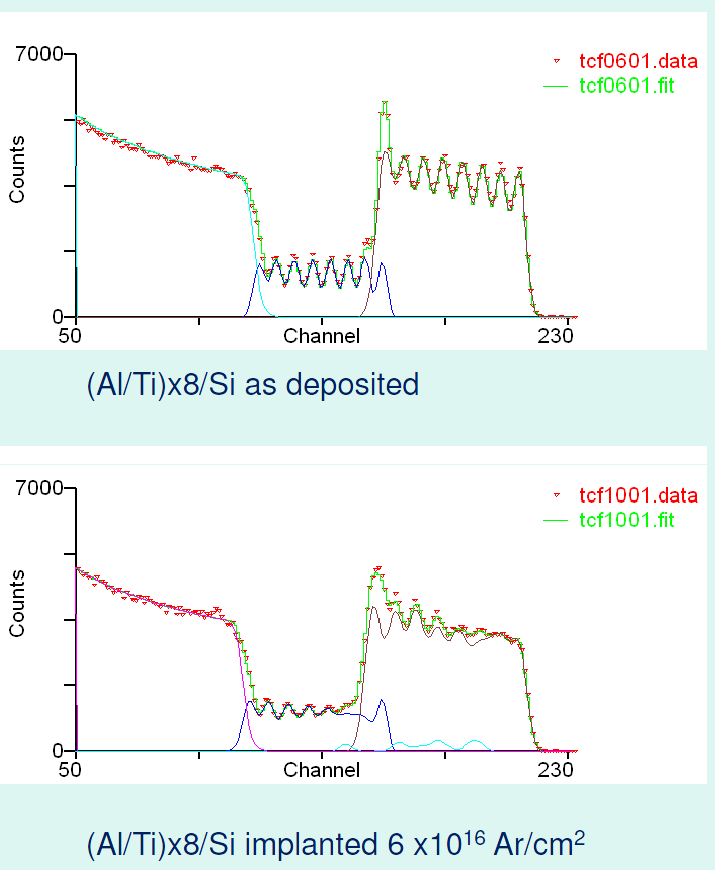 7000
tcf0601.data
tcf0601.fit
Counts
0
50
Channel
230
(Al/Ti)x8/Si as deposited
7000
tcf1001.data
tcf1001.fit
Counts
0
50
Channel
230
(Al/Ti)x8/Si implanted 6 x10¹⁶ Ar/cm²